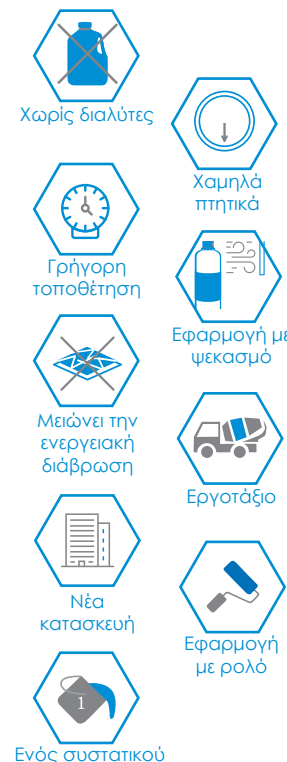 Χωρίς διαλύτες
Χαμηλά
πτητικά
Γρήγορη
τοποθέτηση
Εφαρμογή με
ψεκασμό
Μειώνει την
ενεργειακή
διάβρωση
Εργοτάξιο
Νέα
κατασκευή
Εφαρμογή
με ρολό
1
Ενός συστατικού